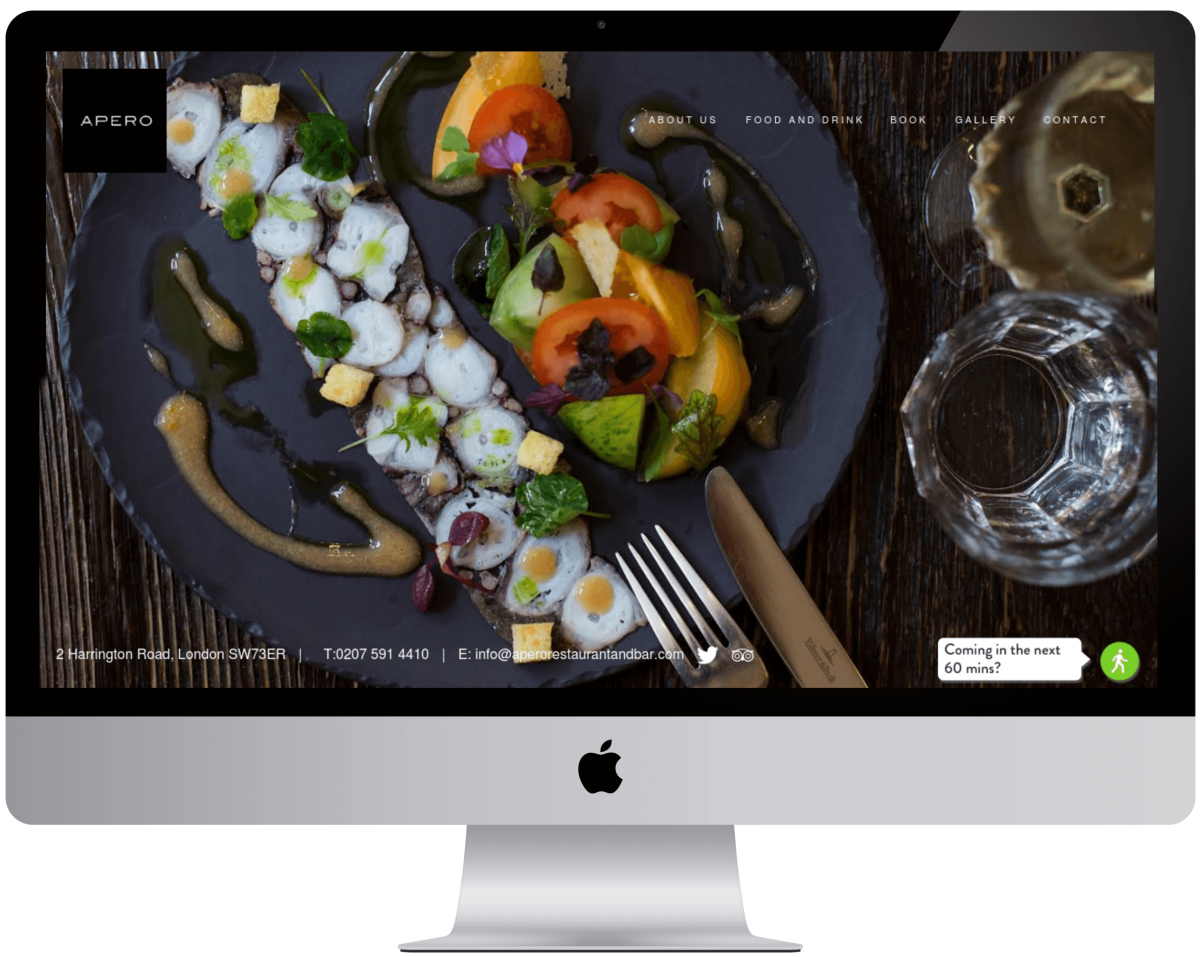 APERO
ABOUT US FOOD AND DRINK BOOK GALLERY CONTACT
2 Harrington Road, London SW73ER | T:0207 591 4410 | E: info@aperorestaurantandbar.com
Coming in the next
60 mins?